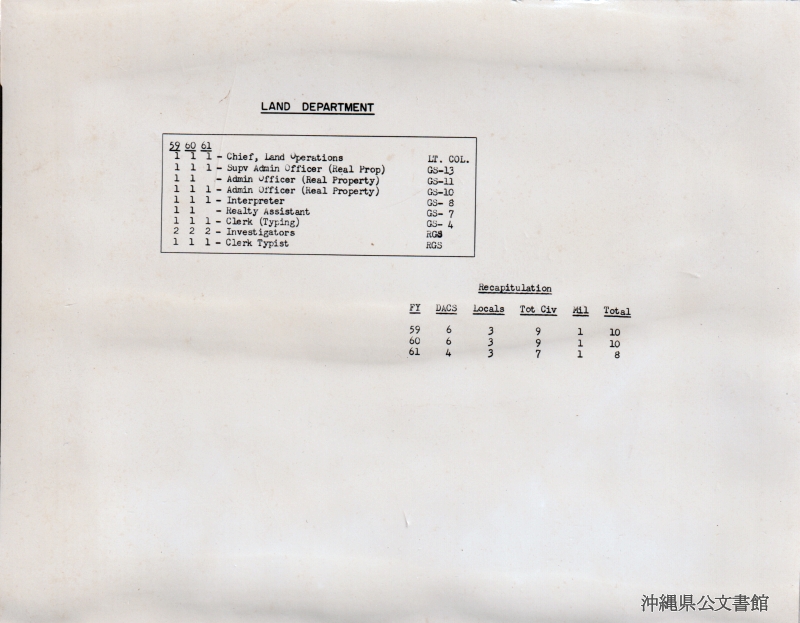 LAND DEPARTMENT
59 60 61
1 1 1 - Chief, Land Operations LT. COL.
1 1 1 - Supv Admin Officer (Real Prop) GS-13
1 1 - Admin Officer (Real Property) GS-11
1 1 1 - Admin Officer (Real Property) GS-10
1 1 1 - Interpreter GS- 8
1 1 - Realty Assistant GS- 7
1 1 1 - Clerk (Typing) GS- 4
2 2 2 - Investigators RGS
1 1 1 - Clerk Typist RGS
Recapitulation
FY DACS Locals Tot Civ Mil Total
59 6 3 9 1 10
60 6 3 9 1 10
61 4 3 7 1 8
沖縄県公文書館